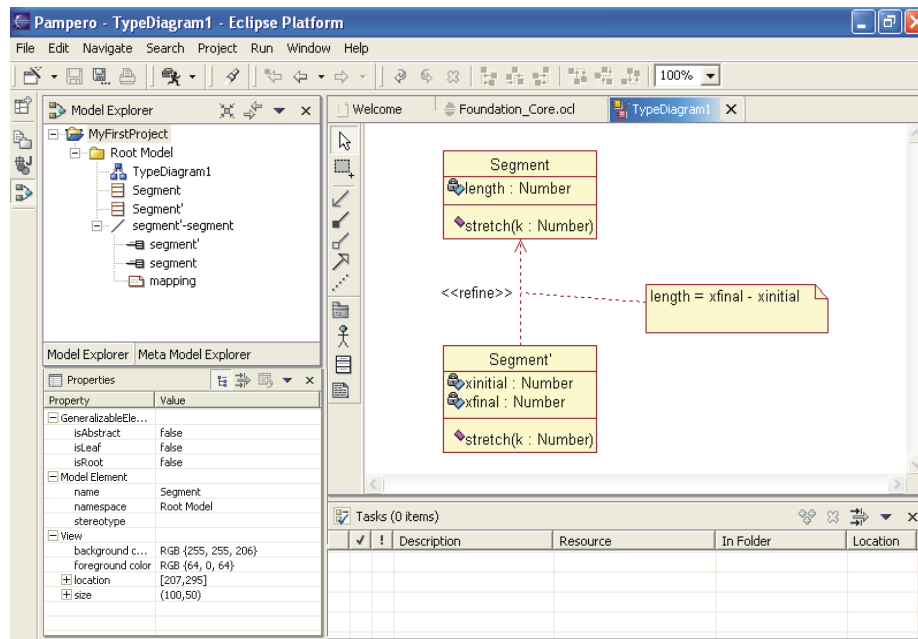 Pampero - TypeDiagram1 - Eclipse Platform
File Edit Navigate Search Project Run Window Help
100%
Model Explorer
MyFirstProject
Root Model
TypeDiagram1
Segment
Segment'
segment'-segment
segment'
segment
mapping
Model Explorer Meta Model Explorer
Properties
Property Value
GeneralizableEle...
isAbstract false
isLeaf false
isRoot false
Model Element
name Segment
namespace Root Model
stereotype
View
background c... RGB {255, 255, 206}
foreground color RGB {64, 0, 64}
location [207,295]
size (100,50)
Welcome Foundation_Core.ocl TypeDiagram1
Segment
length : Number
stretch(k : Number)
<<refine>>
length = xfinal - xinitial
Segment'
xinitial : Number
xfinal : Number
stretch(k : Number)
Tasks (0 items)
! Description Resource In Folder Location